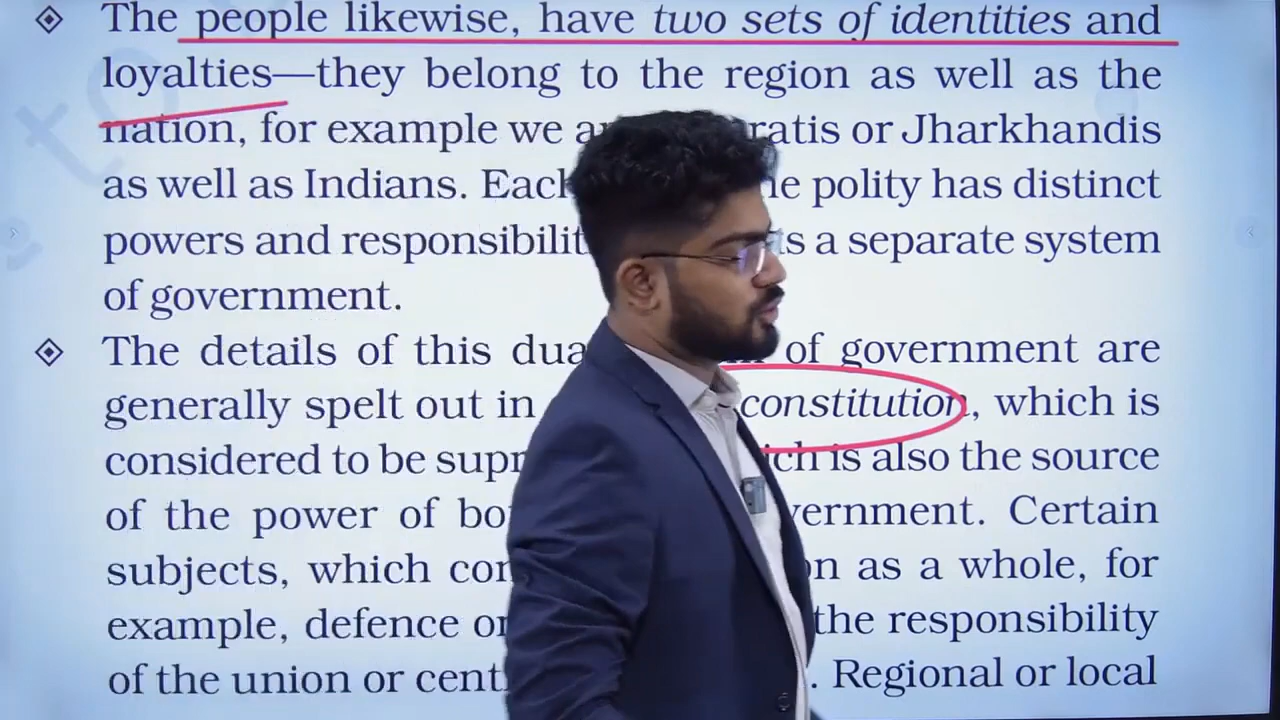 The people likewise, have two sets of identities and
loyalties—they belong to the region as well as the
nation, for example we are ratis or Jharkhandis
as well as Indians. Each e polity has distinct
powers and responsibilit ts a separate system
of government.
The details of this dua of government are
generally spelt out in constitution, which is
considered to be supr ich is also the source
of the power of bo vernment. Certain
subjects, which con on as a whole, for
example, defence or the responsibility
of the union or cent . Regional or local